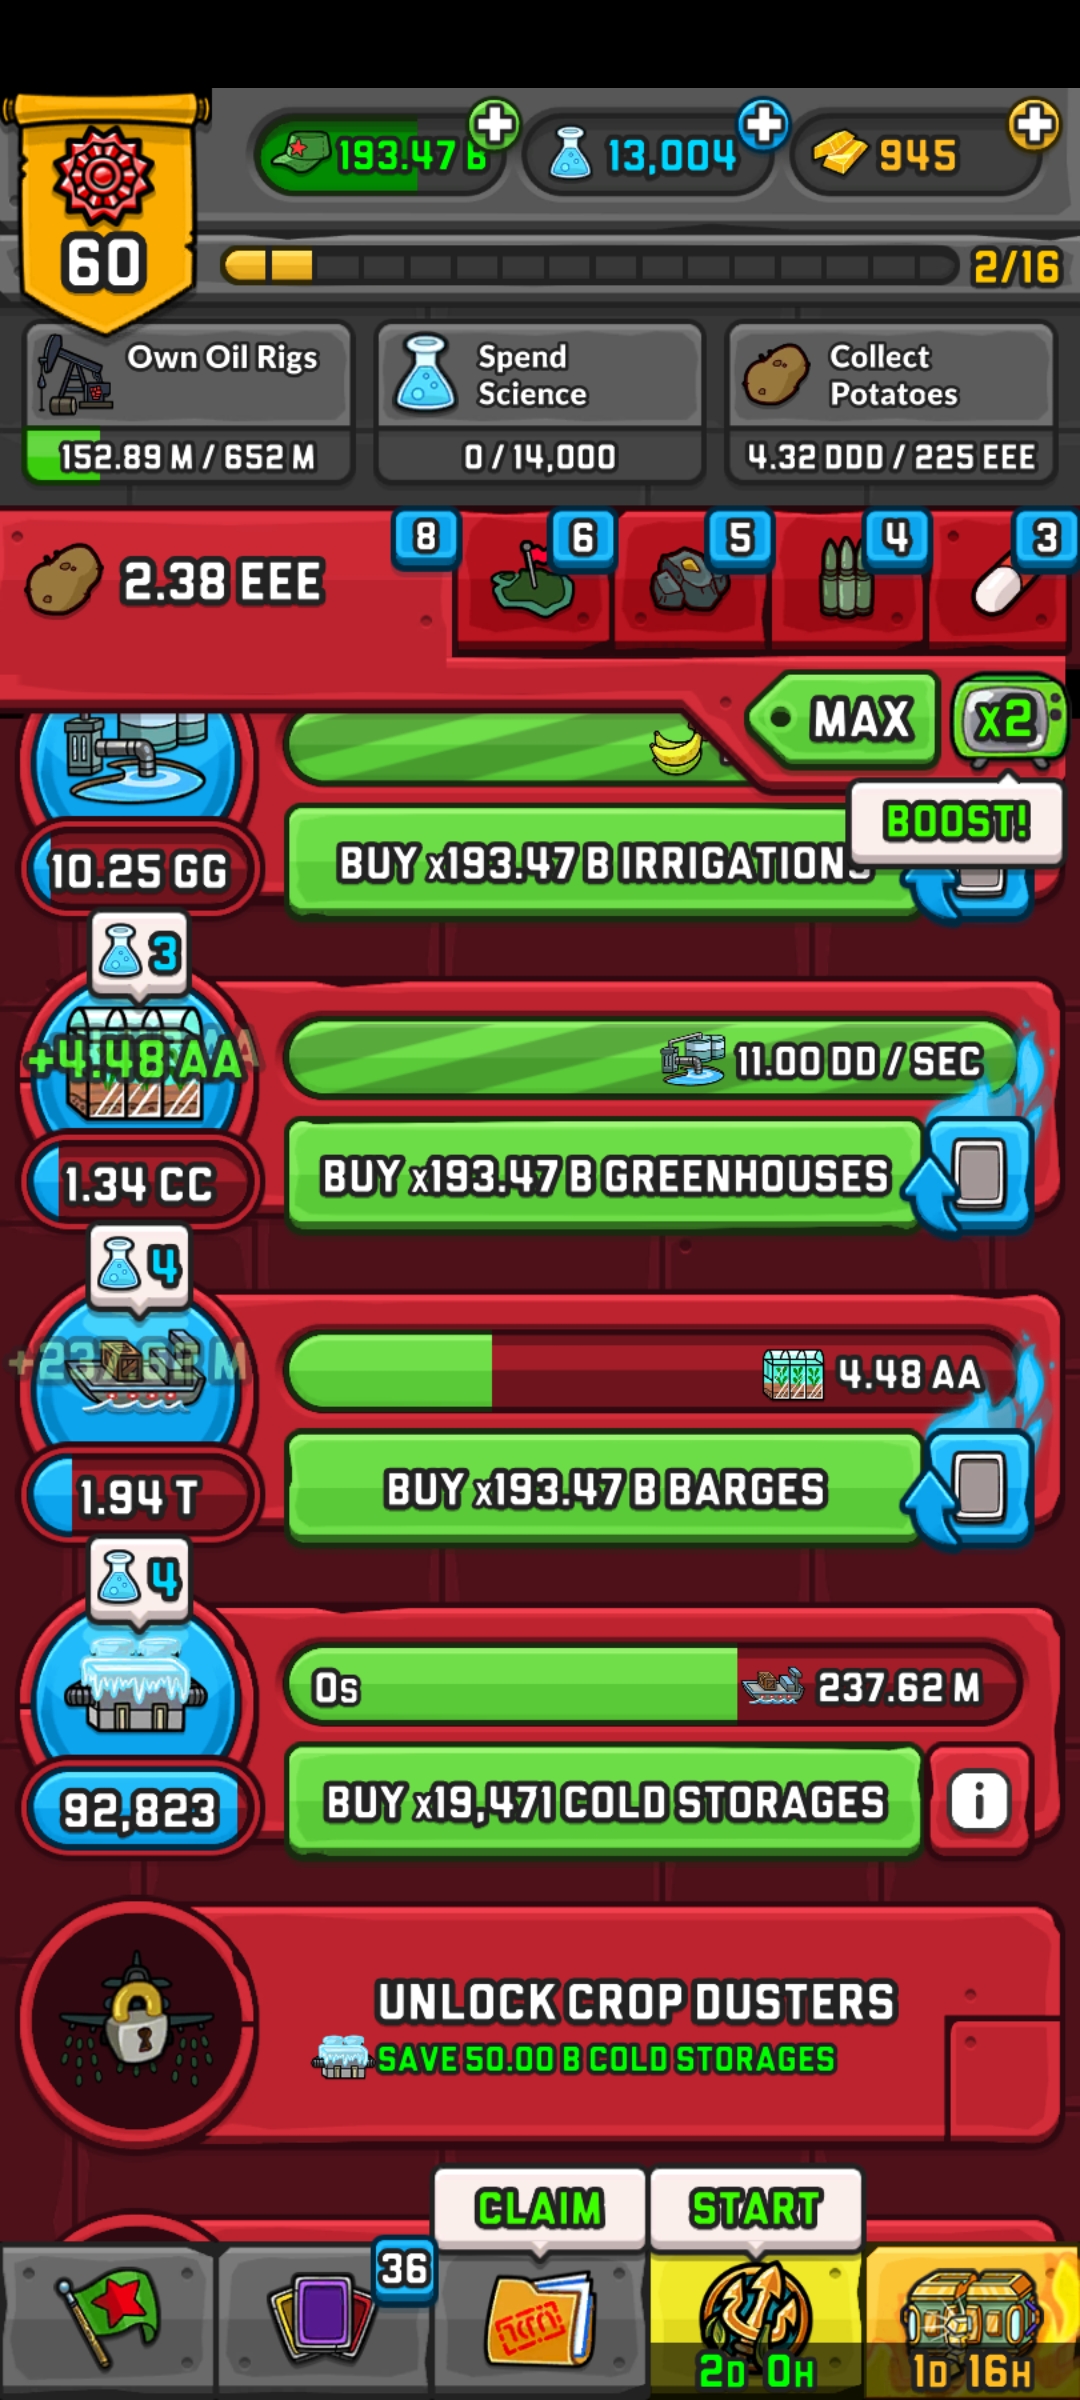 193.47 B
13,004
945
60
2/16
Own Oil Rigs
152.89 M / 652 M
Spend
Science
0 / 14,000
Collect
Potatoes
4.32 DDD / 225 EEE
2.38 EEE
8
6
5
4
3
MAX
x2
BOOST!
BUY x193.47 B IRRIGATIONS
10.25 GG
3
+4.48 AA
11.00 DD / SEC
BUY x193.47 B GREENHOUSES
1.34 CC
4
+237.62 M
4.48 AA
BUY x193.47 B BARGES
1.94 T
4
0s
237.62 M
BUY x19,471 COLD STORAGES
92,823
i
UNLOCK CROP DUSTERS
SAVE 50.00 B COLD STORAGES
CLAIM
START
36
2D 0H
1D 16H